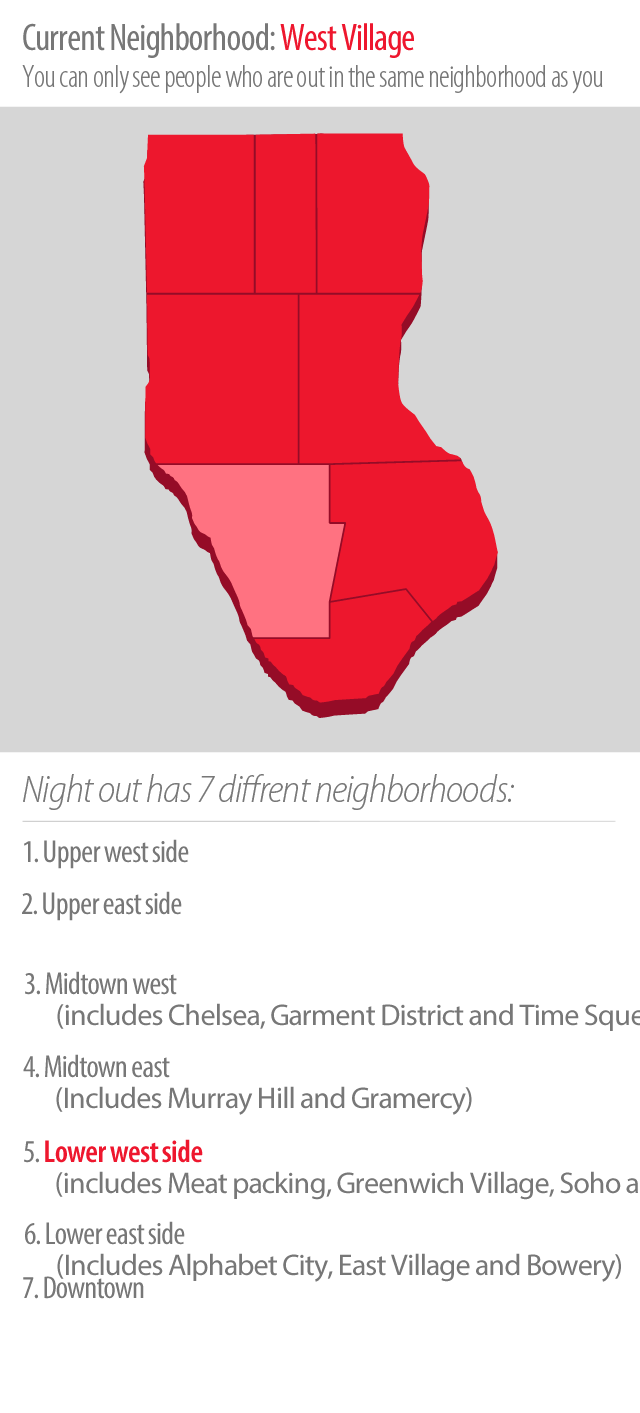 Current Neighborhood: West Village
You can only see people who are out in the same neighborhood as you
Night out has 7 diffrent neighborhoods:
1. Upper west side
2. Upper east side
3. Midtown west
(includes Chelsea, Garment District and Time Sque
4. Midtown east
(Includes Murray Hill and Gramercy)
5. Lower west side
(includes Meat packing, Greenwich Village, Soho a
6. Lower east side
(Includes Alphabet City, East Village and Bowery)
7. Downtown